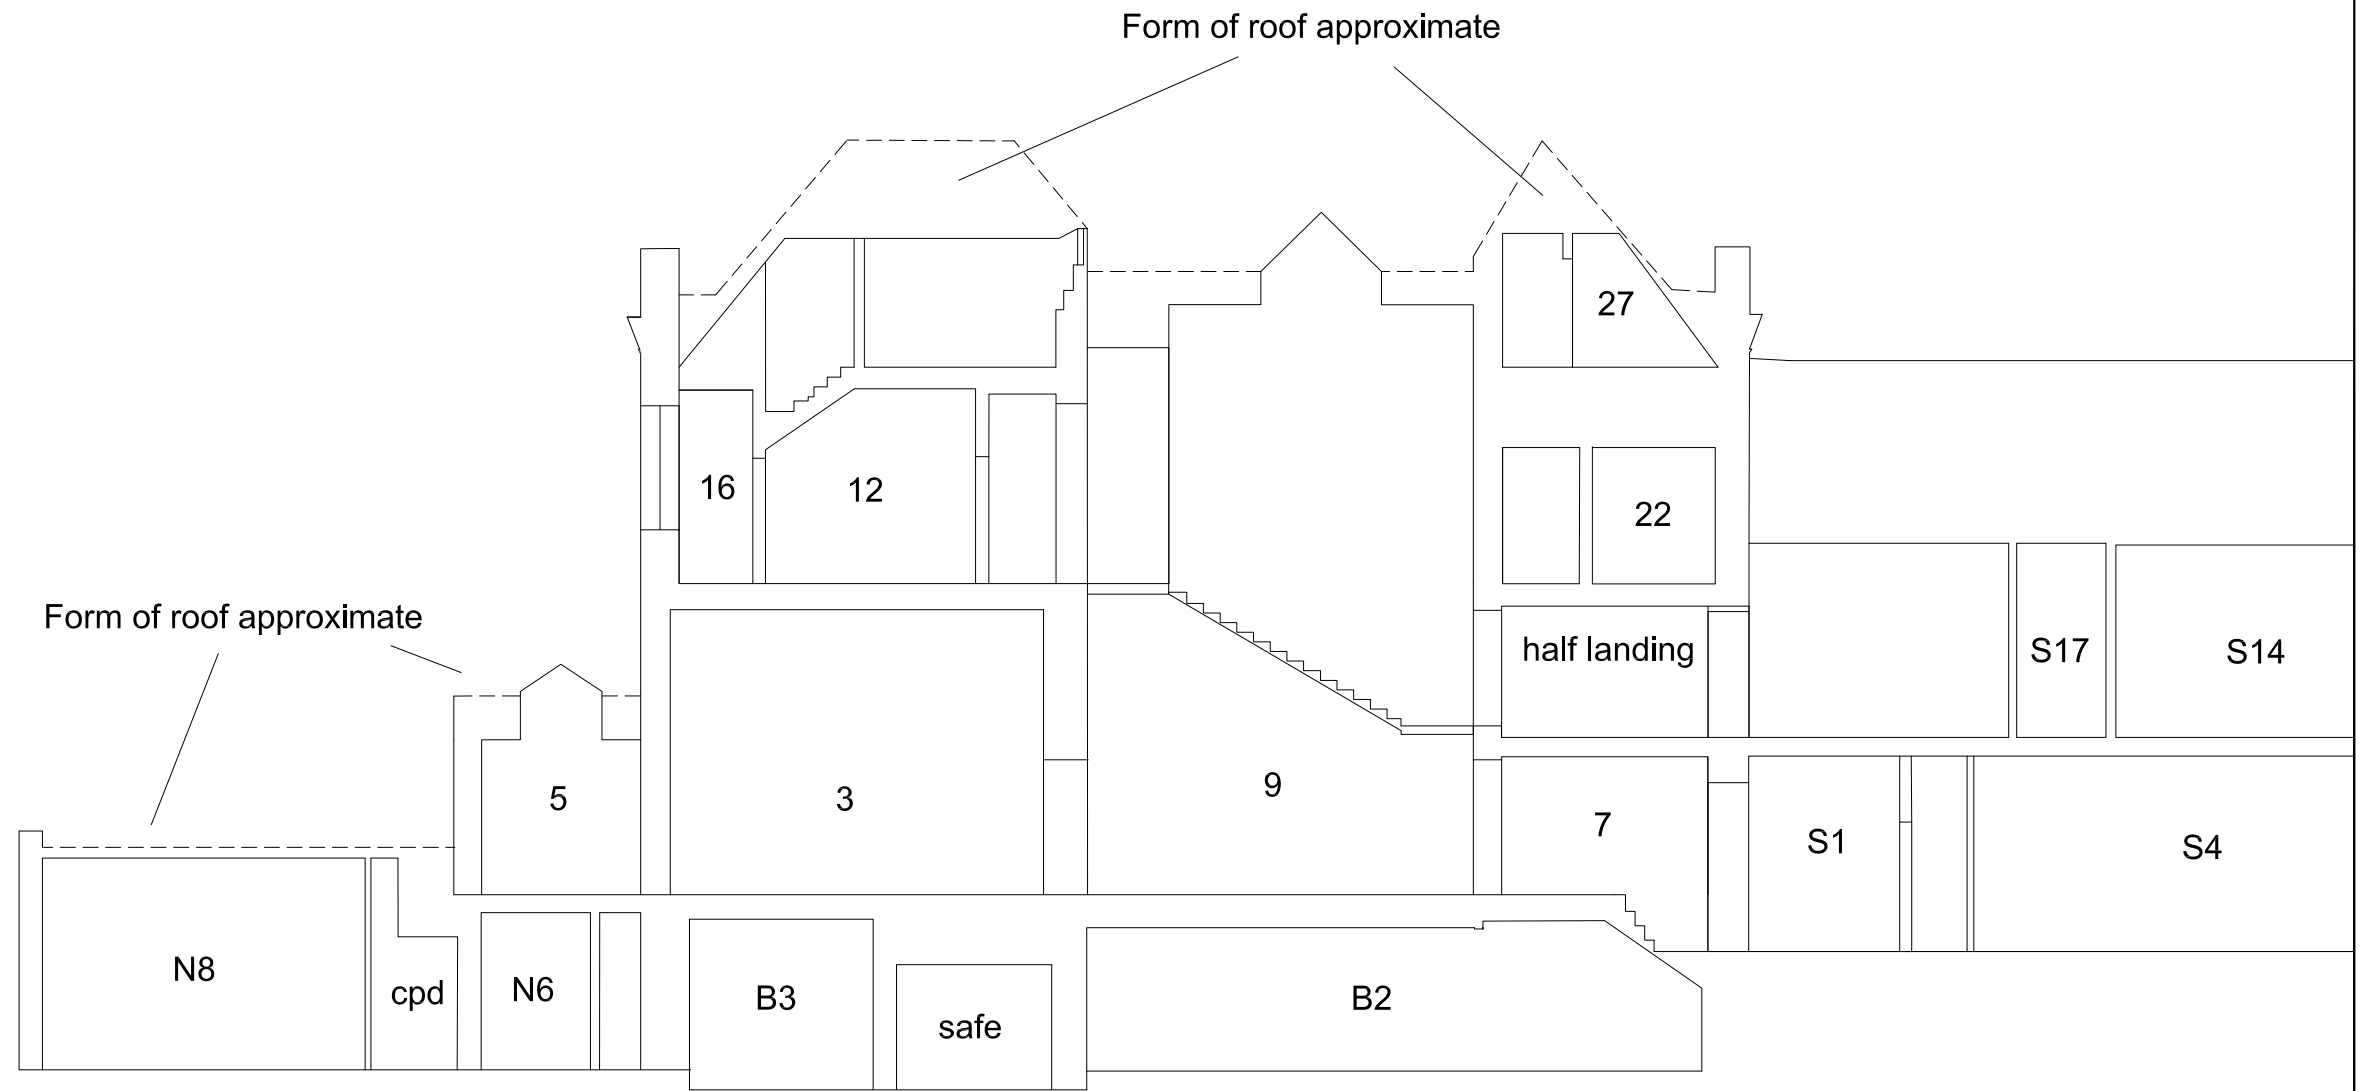 Form of roof approximate
27
16
12
22
Form of roof approximate
half landing
S17
S14
5
3
9
7
S1
S4
N8
cpd
N6
B3
safe
B2